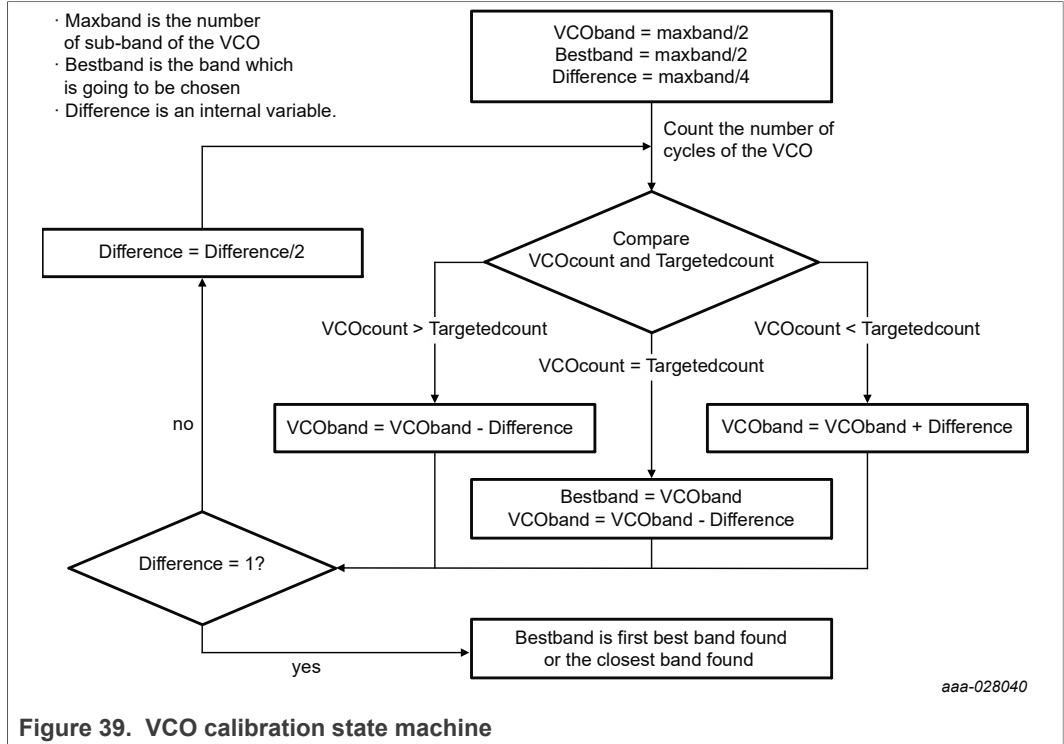 · Maxband is the number
of sub-band of the VCO
· Bestband is the band which
is going to be chosen
· Difference is an internal variable.
VCOband = maxband/2
Bestband = maxband/2
Difference = maxband/4
Count the number of
cycles of the VCO
Difference = Difference/2
Compare
VCOcount and Targetedcount
VCOcount > Targetedcount
VCOcount = Targetedcount
VCOcount < Targetedcount
VCOband = VCOband - Difference
VCOband = VCOband + Difference
Bestband = VCOband
VCOband = VCOband - Difference
no
Difference = 1?
yes
Bestband is first best band found
or the closest band found
aaa-028040
Figure 39. VCO calibration state machine